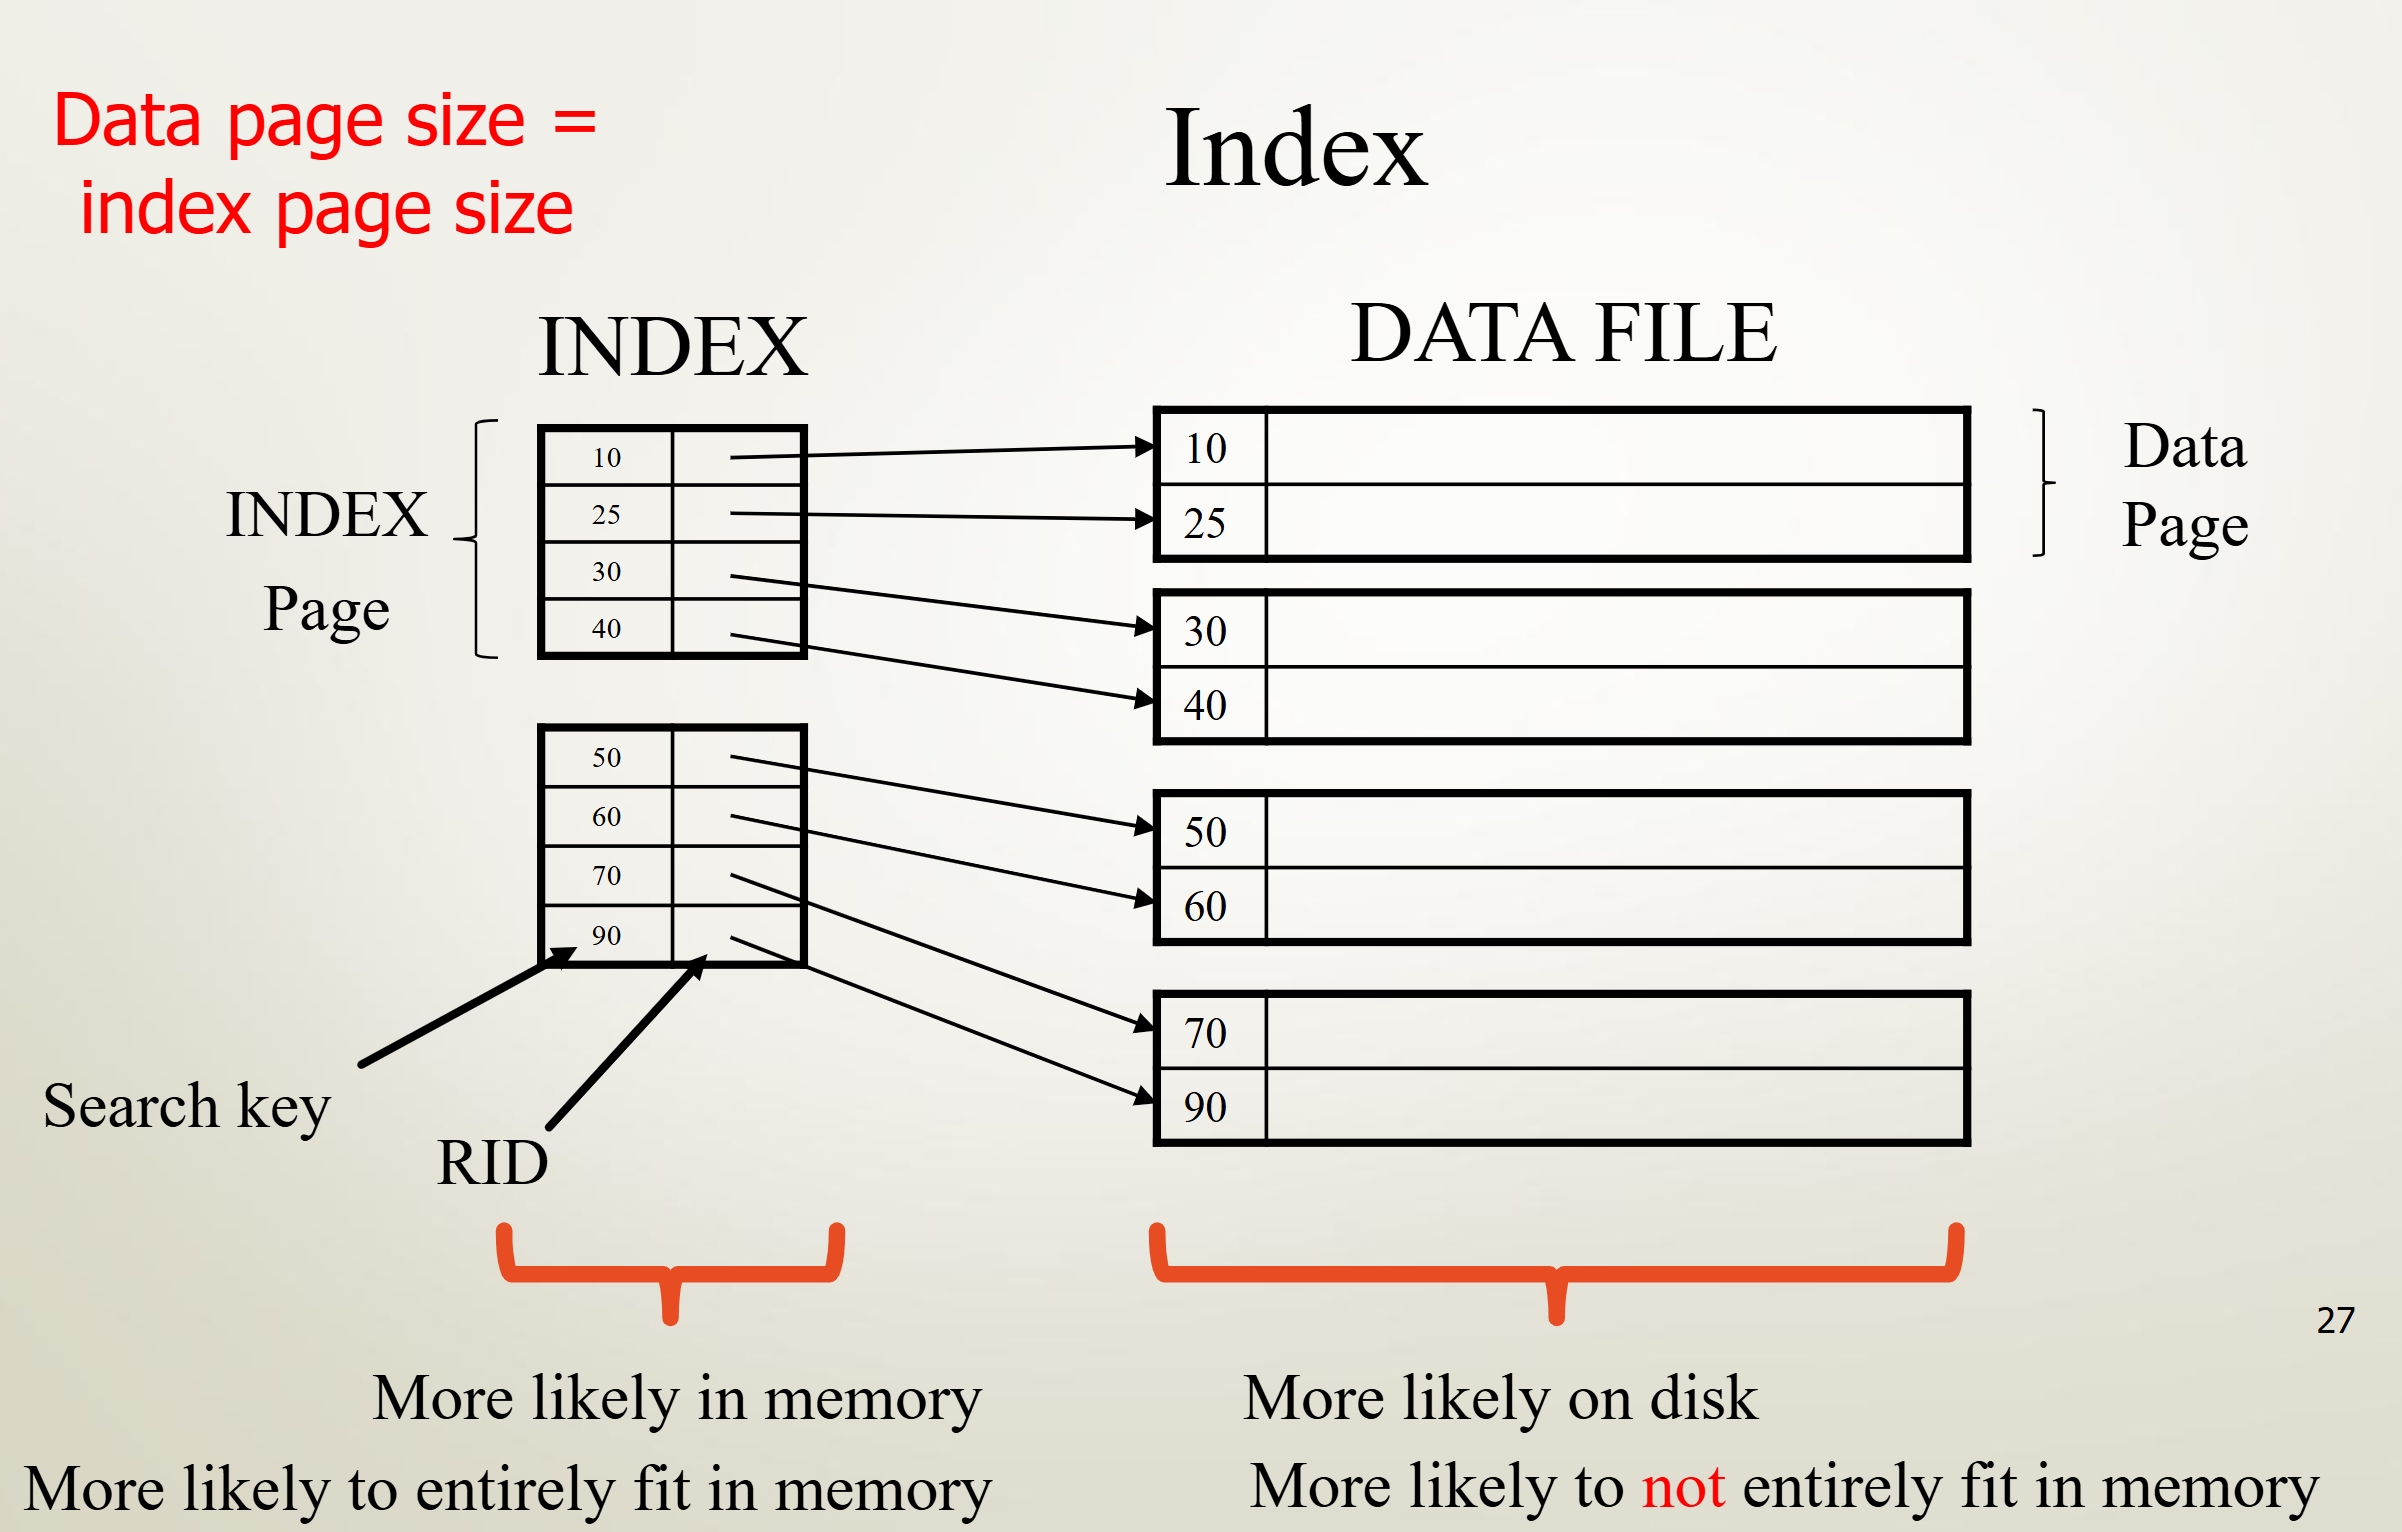 Data page size =
index page size
Index
INDEX
DATA FILE
INDEX
Page
10
25
30
40
50
60
70
90
10
25
30
40
50
60
70
90
Data
Page
Search key
RID
27
More likely in memory
More likely to entirely fit in memory
More likely on disk
More likely to not entirely fit in memory